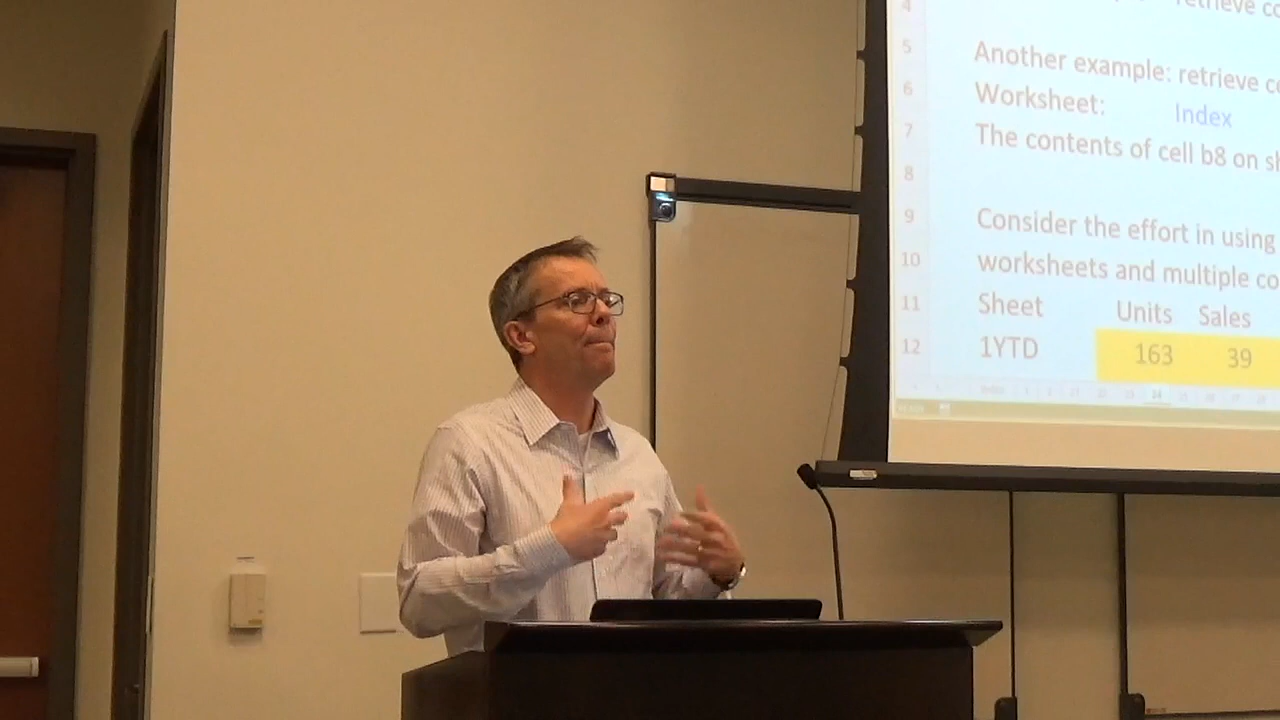 4 retrieve
5 Another example: retrieve
6 Worksheet: Index
7 The contents of cell b8 on
8
9 Consider the effort in using
10 worksheets and multiple
11 Sheet Units Sales
12 1YTD 163 39